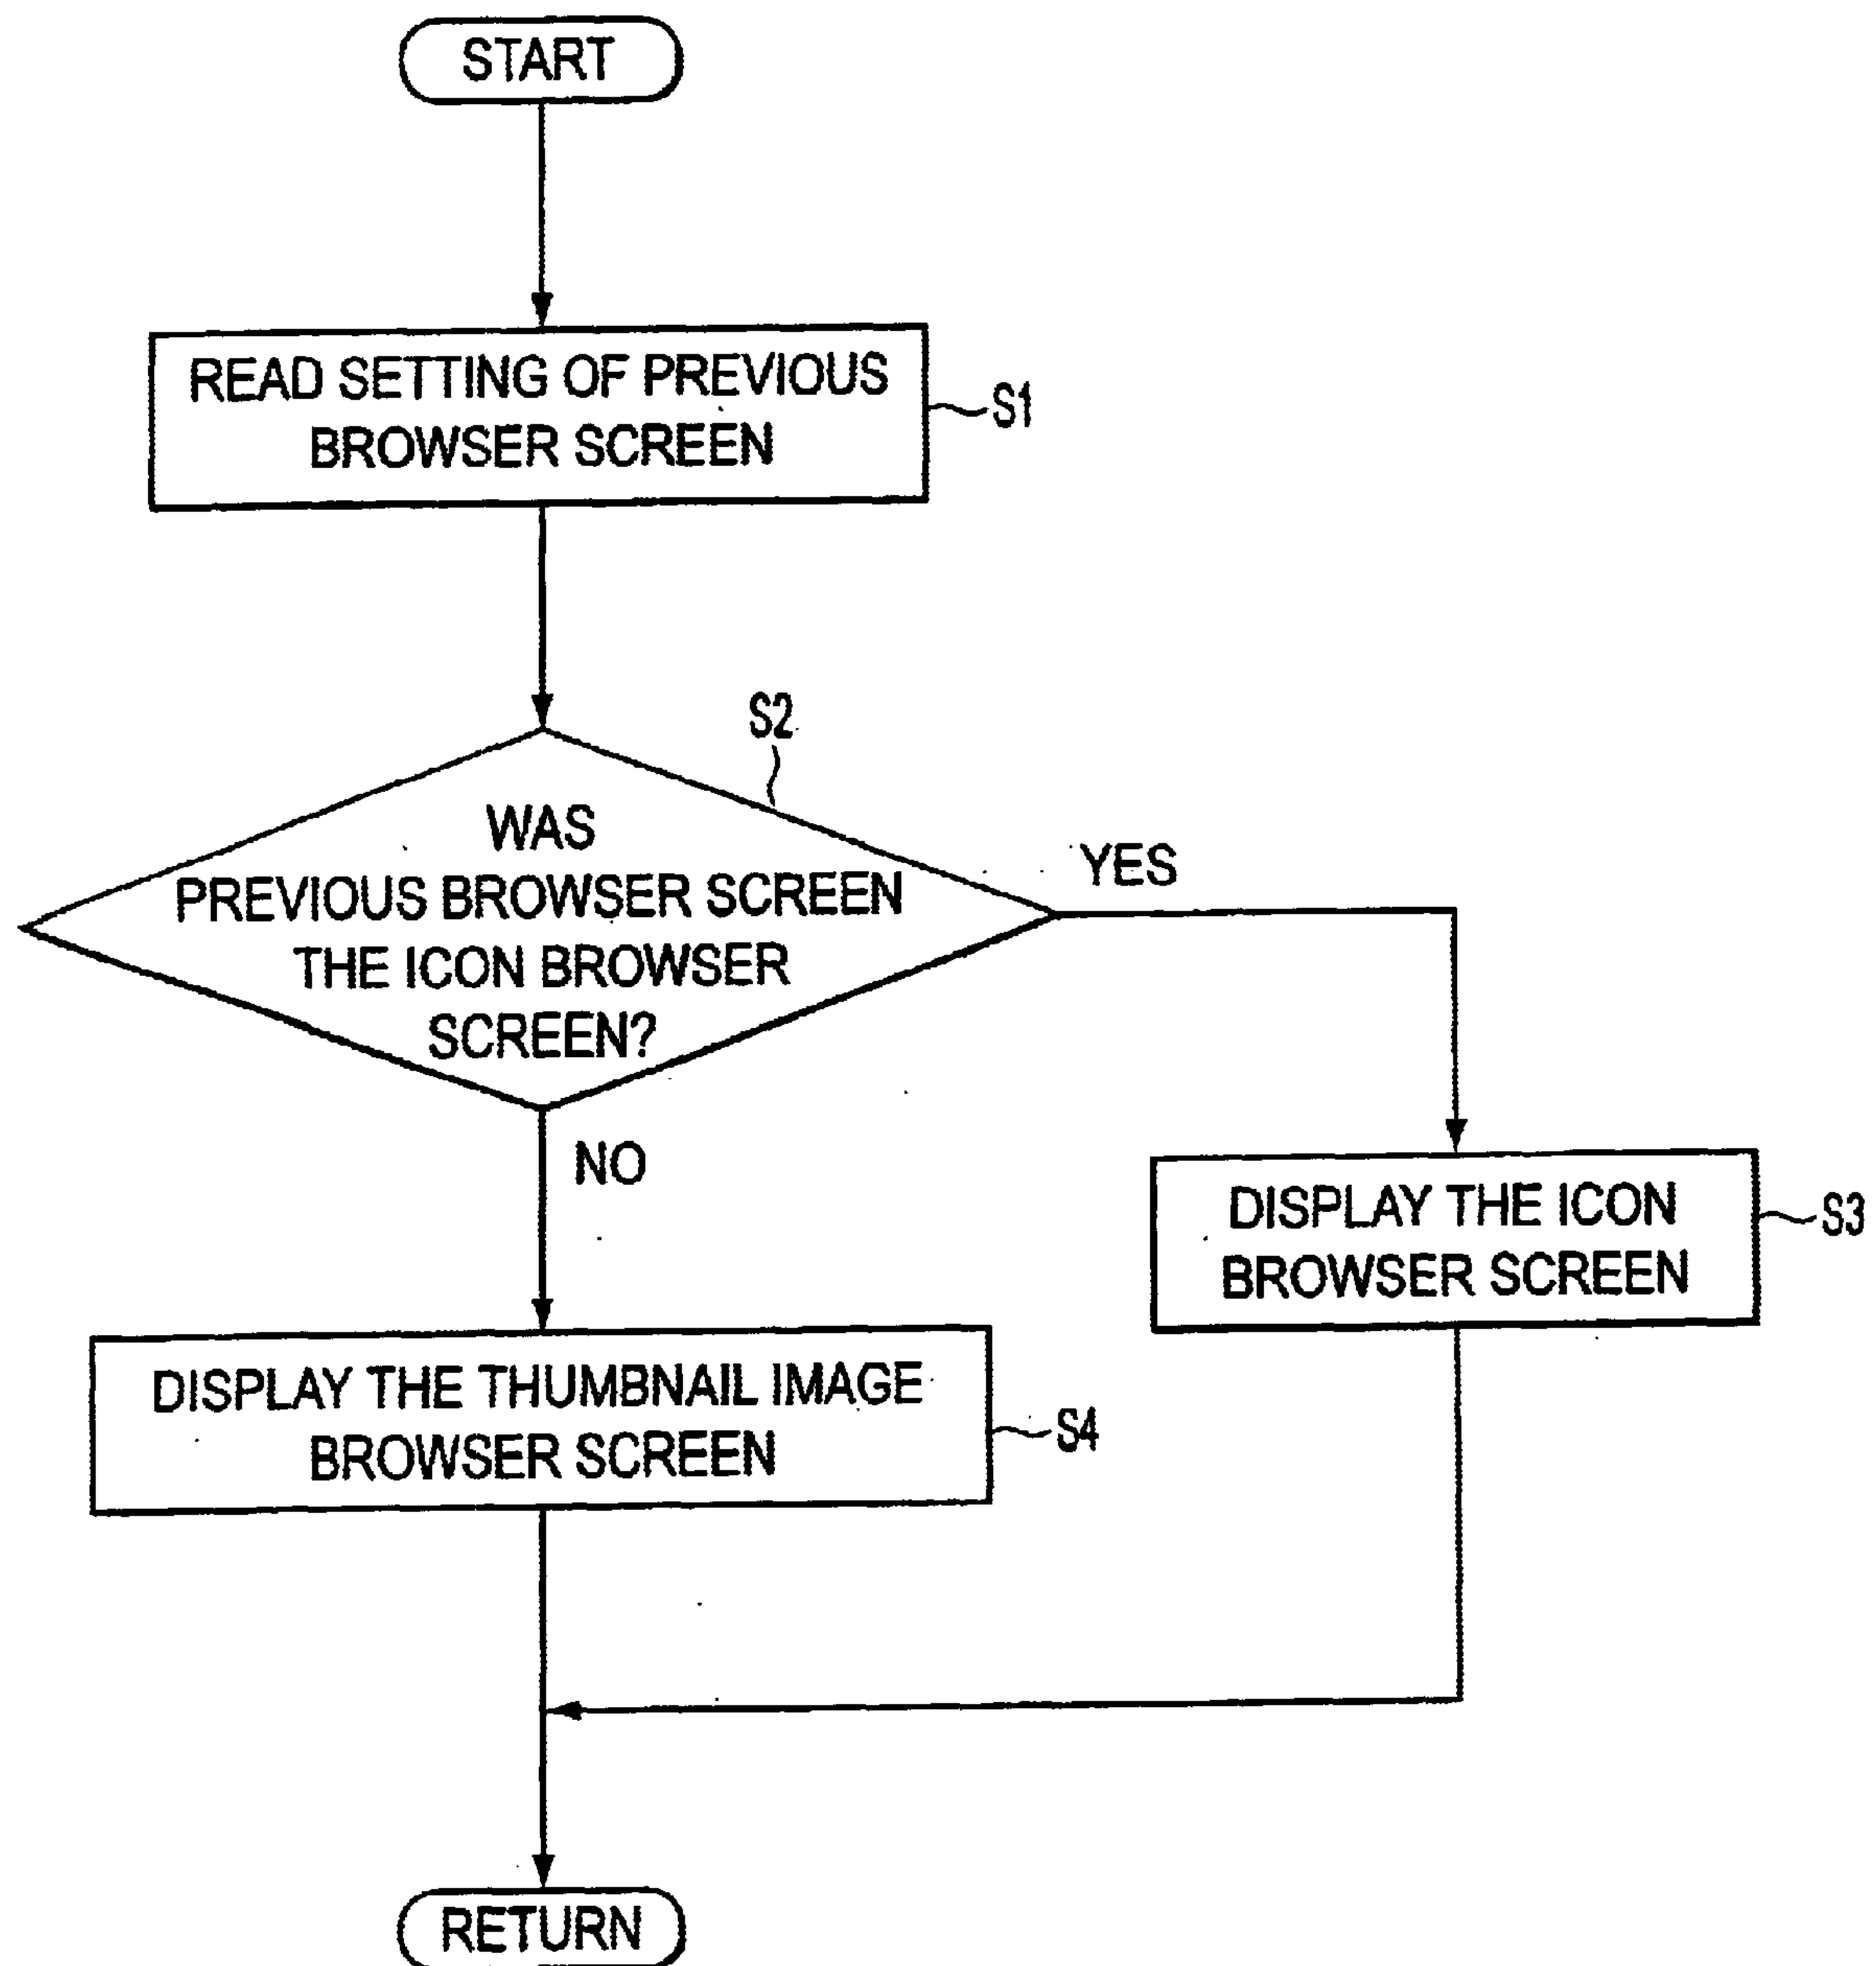 START
READ SETTING OF PREVIOUS
BROWSER SCREEN
S1
S2
WAS
PREVIOUS BROWSER SCREEN
THE ICON BROWSER
SCREEN?
YES
NO
DISPLAY THE ICON
BROWSER SCREEN
S3
DISPLAY THE THUMBNAIL IMAGE
BROWSER SCREEN
S4
RETURN